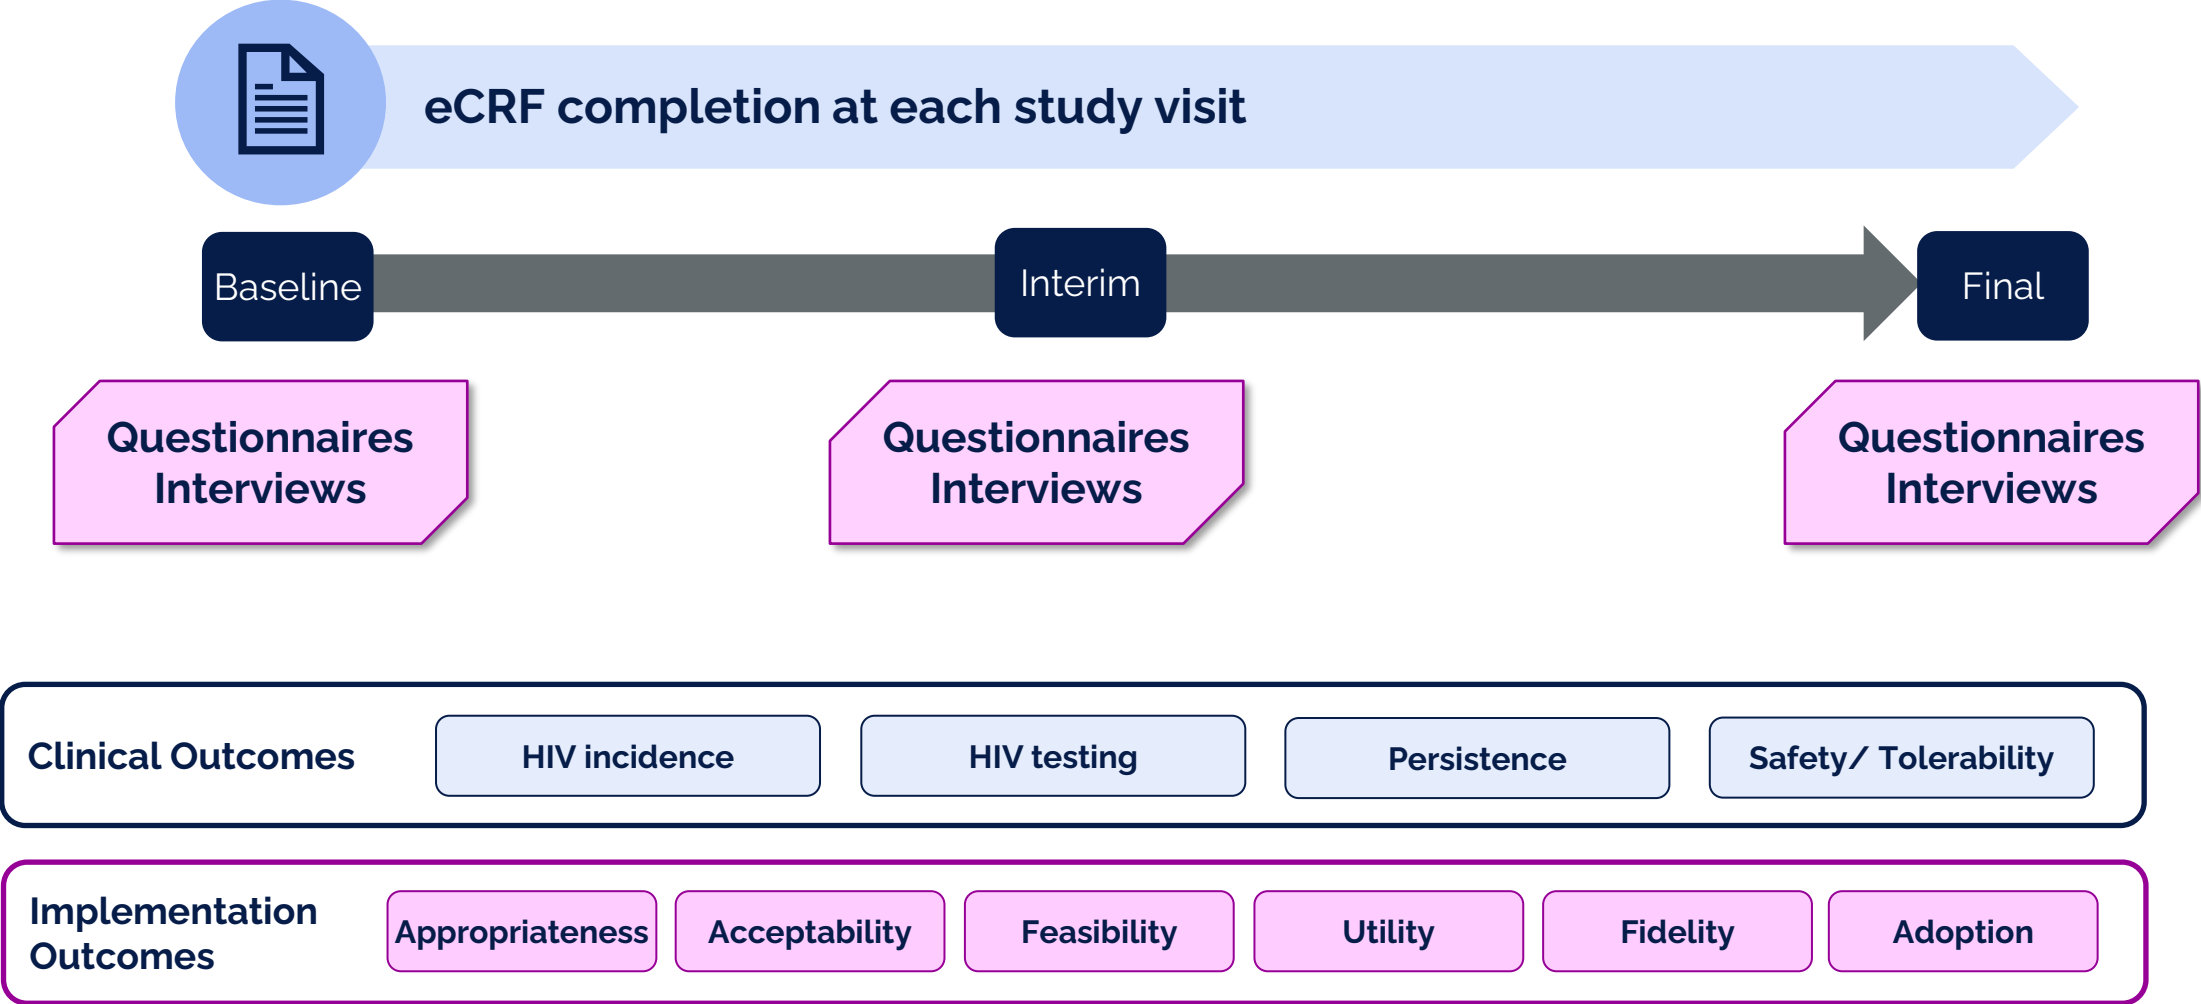 eCRF completion at each study visit
Baseline
Interim
Final
Questionnaires
Interviews
Questionnaires
Interviews
Questionnaires
Interviews
Clinical Outcomes
HIV incidence
HIV testing
Persistence
Safety/ Tolerability
Implementation
Outcomes
Appropriateness
Acceptability
Feasibility
Utility
Fidelity
Adoption